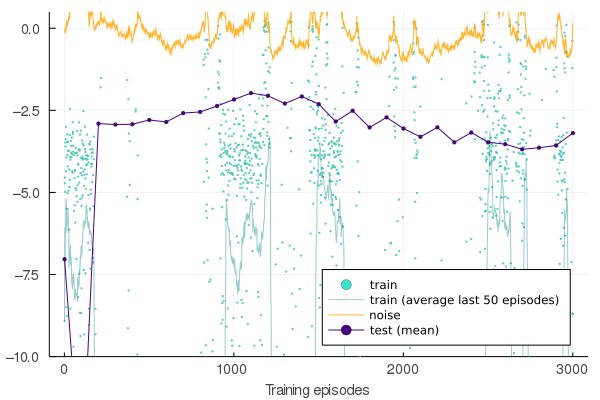 0.0
−2.5
−5.0
−7.5
−10.0
0
1000
2000
3000
Training episodes
train
train (average last 50 episodes)
noise
test (mean)